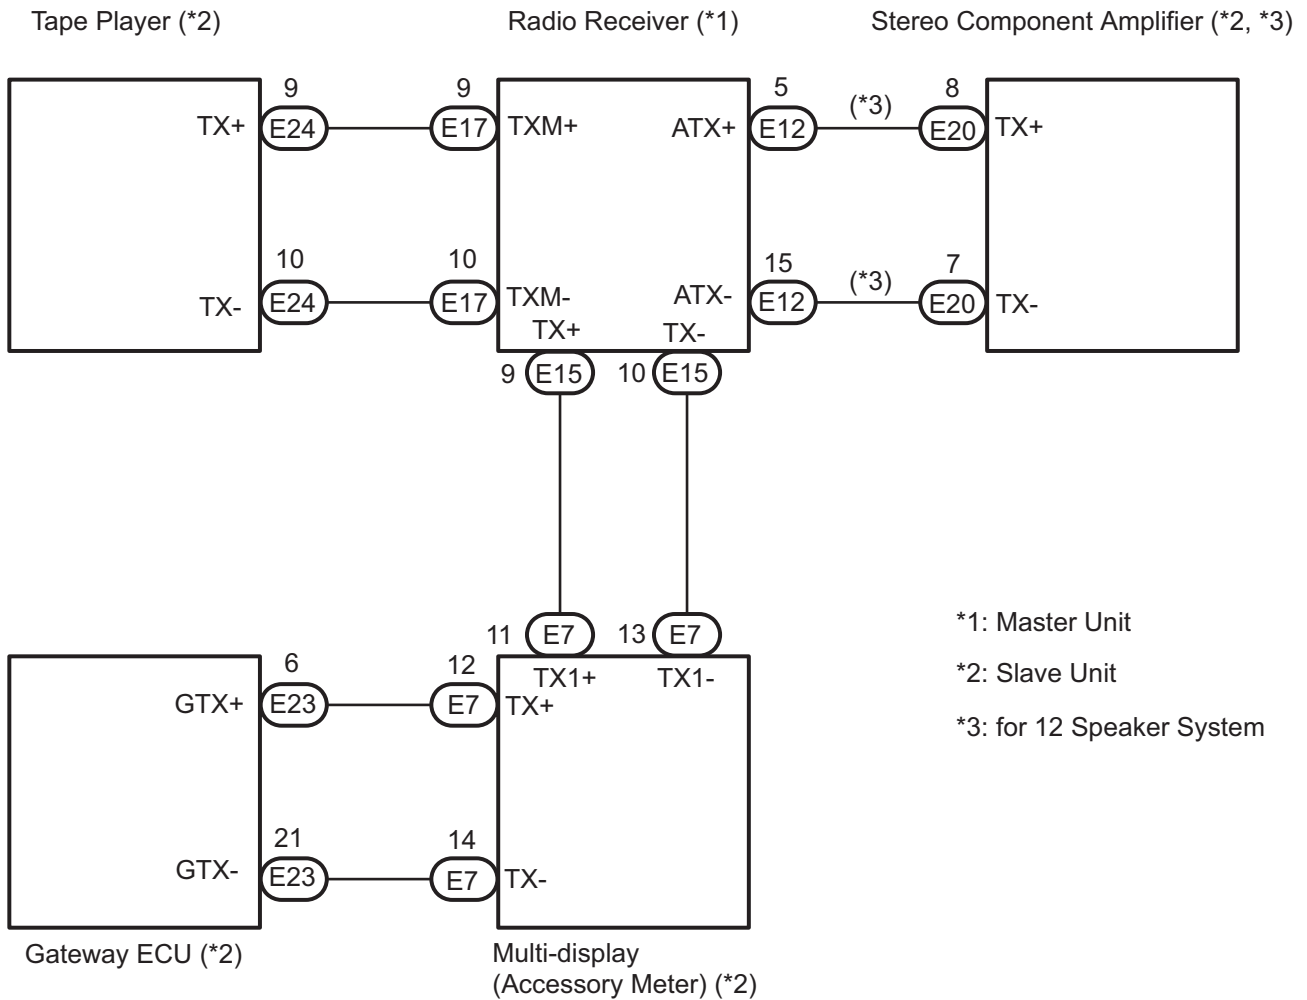 Tape Player (*2)
Radio Receiver (*1)
Stereo Component Amplifier (*2, *3)
9
9
5
(*3)
8
TX+
E24
E17
TXM+
ATX+
E12
E20
TX+
10
10
15
(*3)
7
TX-
E24
E17
TXM-
ATX-
E12
E20
TX-
TX+
TX-
9
E15
10
E15
11
E7
13
E7
*1: Master Unit
*2: Slave Unit
*3: for 12 Speaker System
6
12
TX1+
TX1-
GTX+
E23
E7
TX+
21
14
GTX-
E23
E7
TX-
Gateway ECU (*2)
Multi-display
(Accessory Meter) (*2)